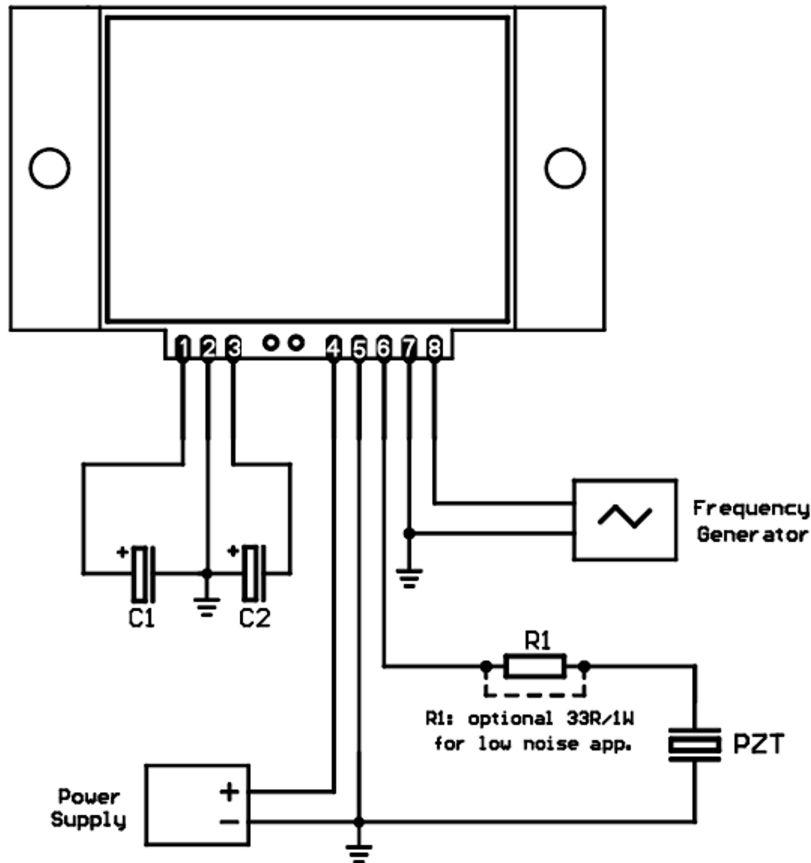 1 2 3 4 5 6 7 8
Frequency
Generator
+ +
C1 C2
R1
R1: optional 33R/1W
for low noise app.
PZT
Power
Supply
+
-